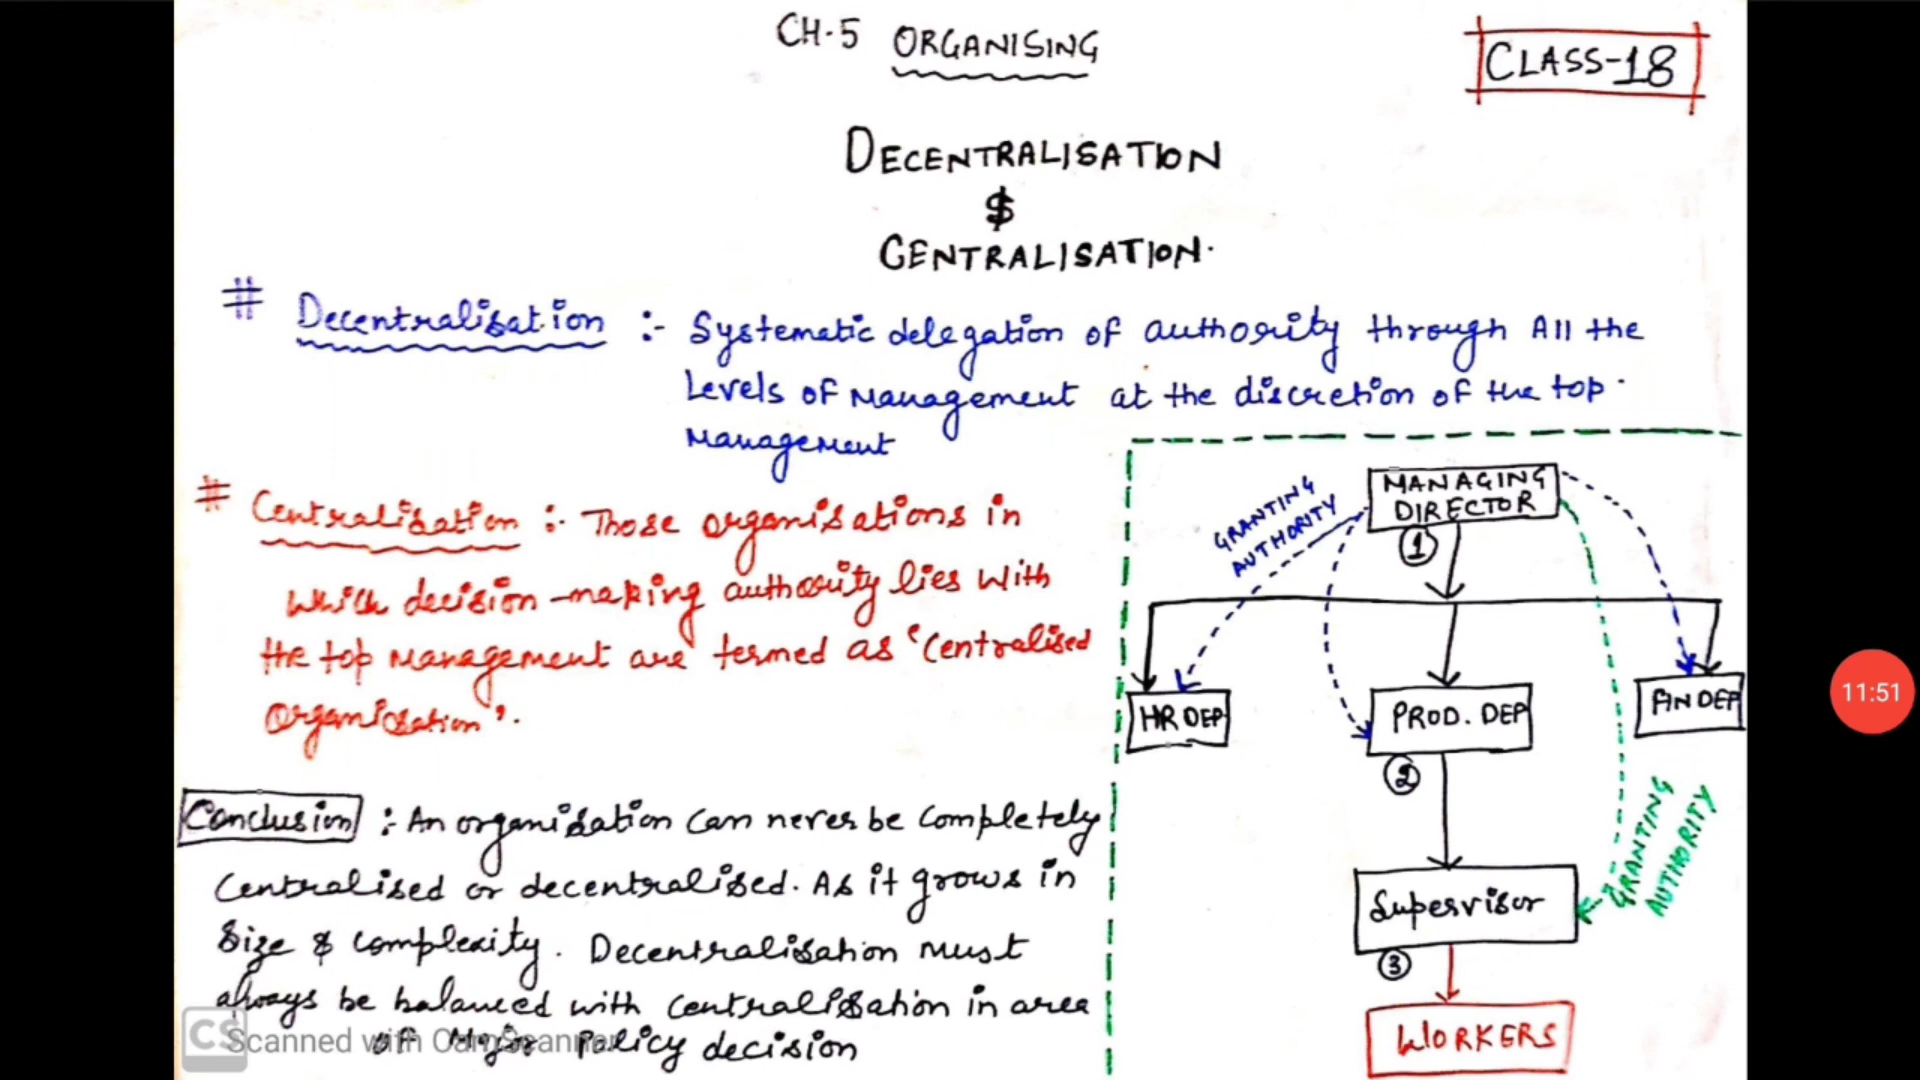 CH-5 ORGANISING
CLASS-18
DECENTRALISATION
&
CENTRALISATION.
# Decentralisation :- Systematic delegation of authority through All the
Levels of Management at the discretion of the top
Management
# Centralisation :- Those organisations in
which decision-making authority lies with
the top Management are termed as 'Centralised
Organisation'.
Conclusion :- An organisation can never be completely
Centralised or decentralised. As it grows in
Size & complexity. Decentralisation must
always be balanced with centralisation in area
of Major Policy decision
MANAGING
DIRECTOR
1
GRANTING
AUTHORITY
HR DEP
PROD. DEP
FIN DEP
2
GRANTING
AUTHORITY
Supervisor
3
WORKERS
11:51
CS Scanned with CamScanner